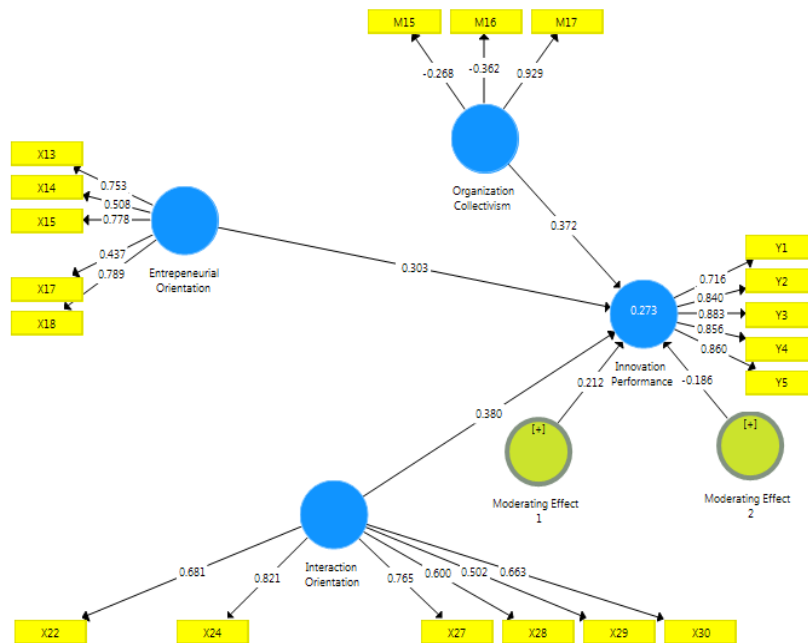 M15
M16
M17
-0.268
-0.362
0.929
Organization
Collectivism
0.372
X13
X14
X15
X17
X18
0.753
0.508
0.778
0.437
0.789
Entrepeneurial
Orientation
0.303
0.273
Innovation
Performance
0.716
0.840
0.883
0.856
0.860
Y1
Y2
Y3
Y4
Y5
0.212
-0.186
0.380
[+]
Moderating Effect
1
[+]
Moderating Effect
2
Interaction
Orientation
0.681
0.821
0.765
0.600
0.502
0.663
X22
X24
X27
X28
X29
X30